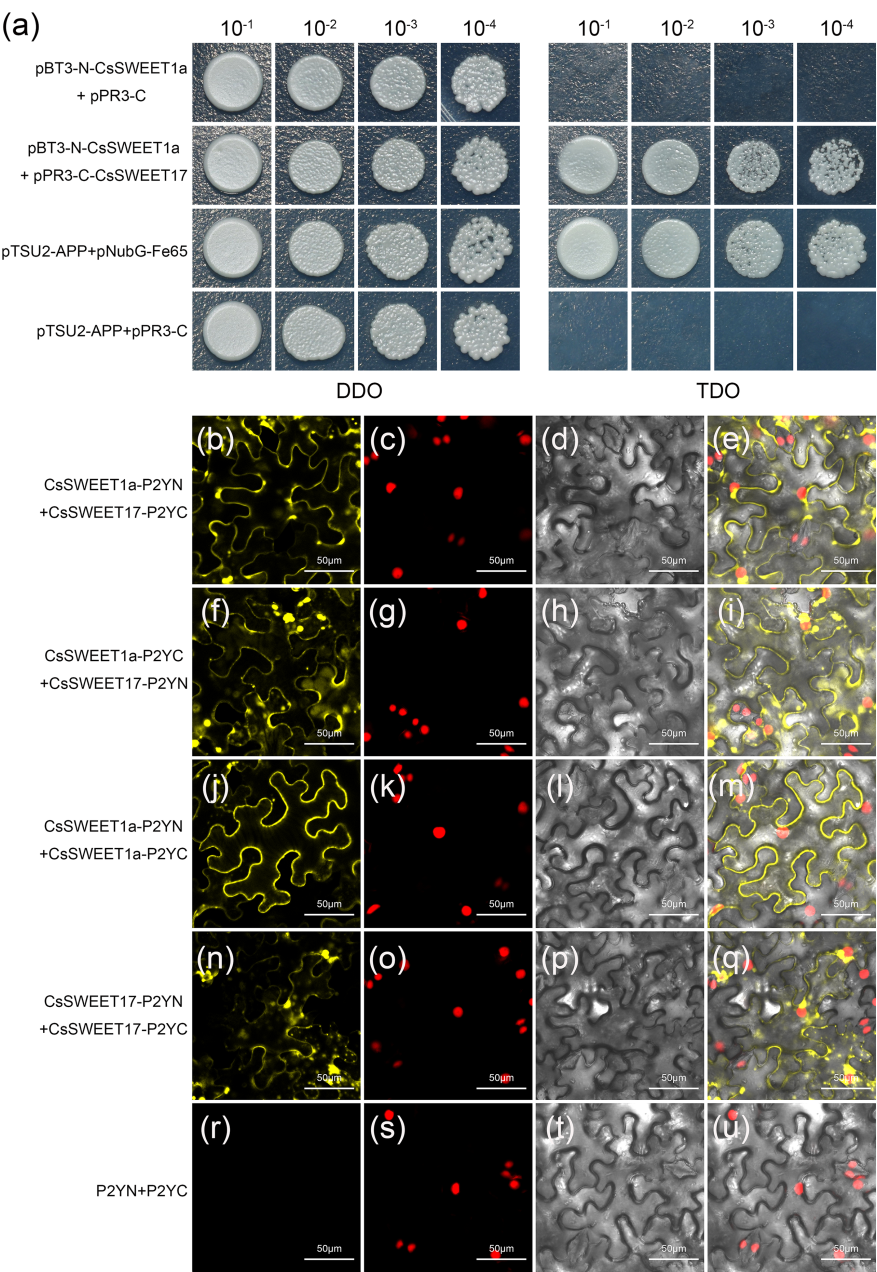 (a)
10-1 10-2 10-3 10-4 10-1 10-2 10-3 10-4
pBT3-N-CsSWEET1a
+ pPR3-C
pBT3-N-CsSWEET1a
+ pPR3-C-CsSWEET17
pTSU2-APP+pNubG-Fe65
pTSU2-APP+pPR3-C
DDO TDO
(b) (c) (d) (e)
CsSWEET1a-P2YN
+CsSWEET17-P2YC
50μm 50μm 50μm 50μm
(f) (g) (h) (i)
CsSWEET1a-P2YC
+CsSWEET17-P2YN
50μm 50μm 50μm 50μm
(j) (k) (l) (m)
CsSWEET1a-P2YN
+CsSWEET1a-P2YC
50μm 50μm 50μm 50μm
(n) (o) (p) (q)
CsSWEET17-P2YN
+CsSWEET17-P2YC
50μm 50μm 50μm 50μm
(r) (s) (t) (u)
P2YN+P2YC
50μm 50μm 50μm 50μm